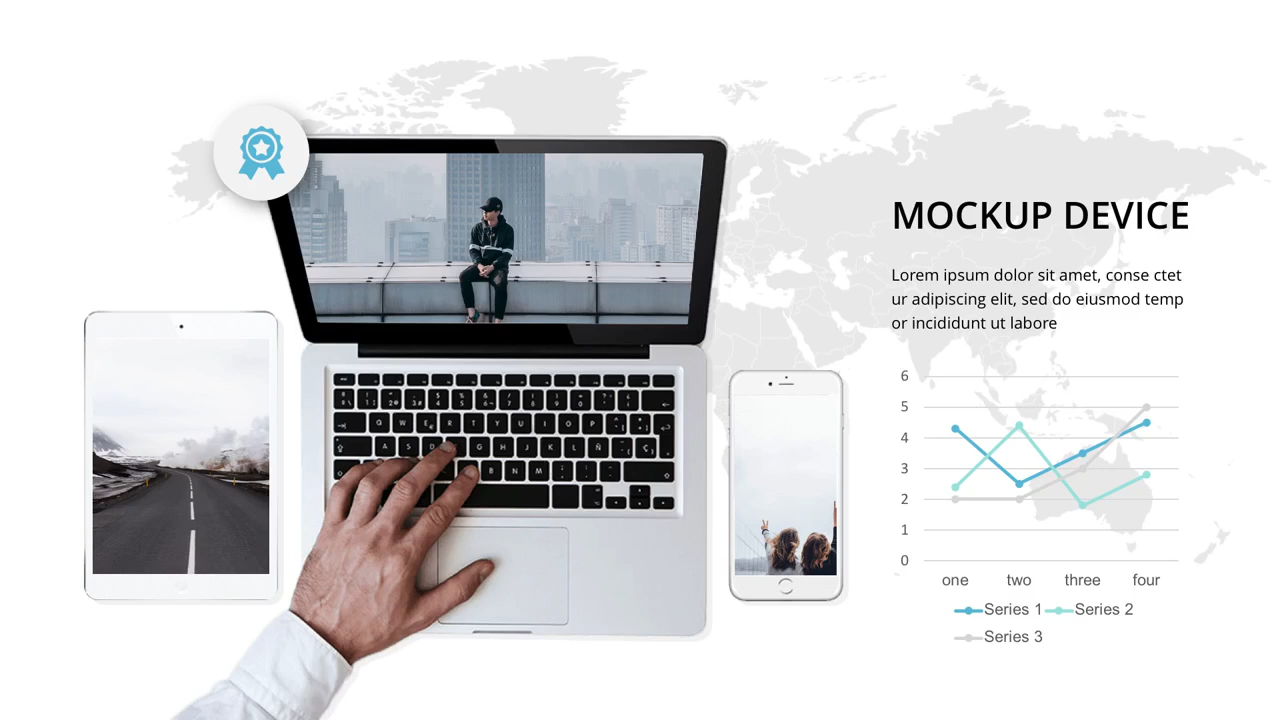 MOCKUP DEVICE
Lorem ipsum dolor sit amet, conse ctet
ur adipiscing elit, sed do eiusmod temp
or incididunt ut labore
6
5
4
3
2
1
0
one two three four
Series 1 Series 2
Series 3
Q W E R T Y U I O P
A S D G H J K L Ñ
B N M